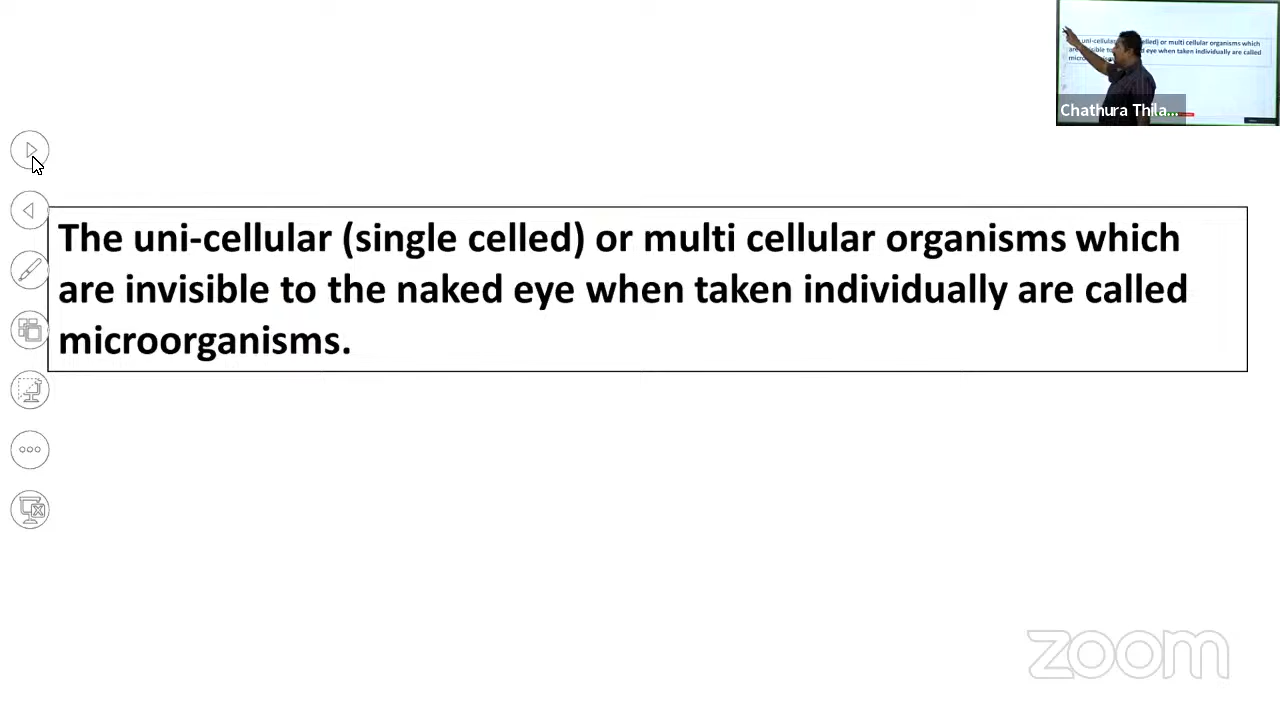 Chathura Thila...
The uni-cellular (single celled) or multi cellular organisms which
are invisible to the naked eye when taken individually are called
microorganisms.
zoom